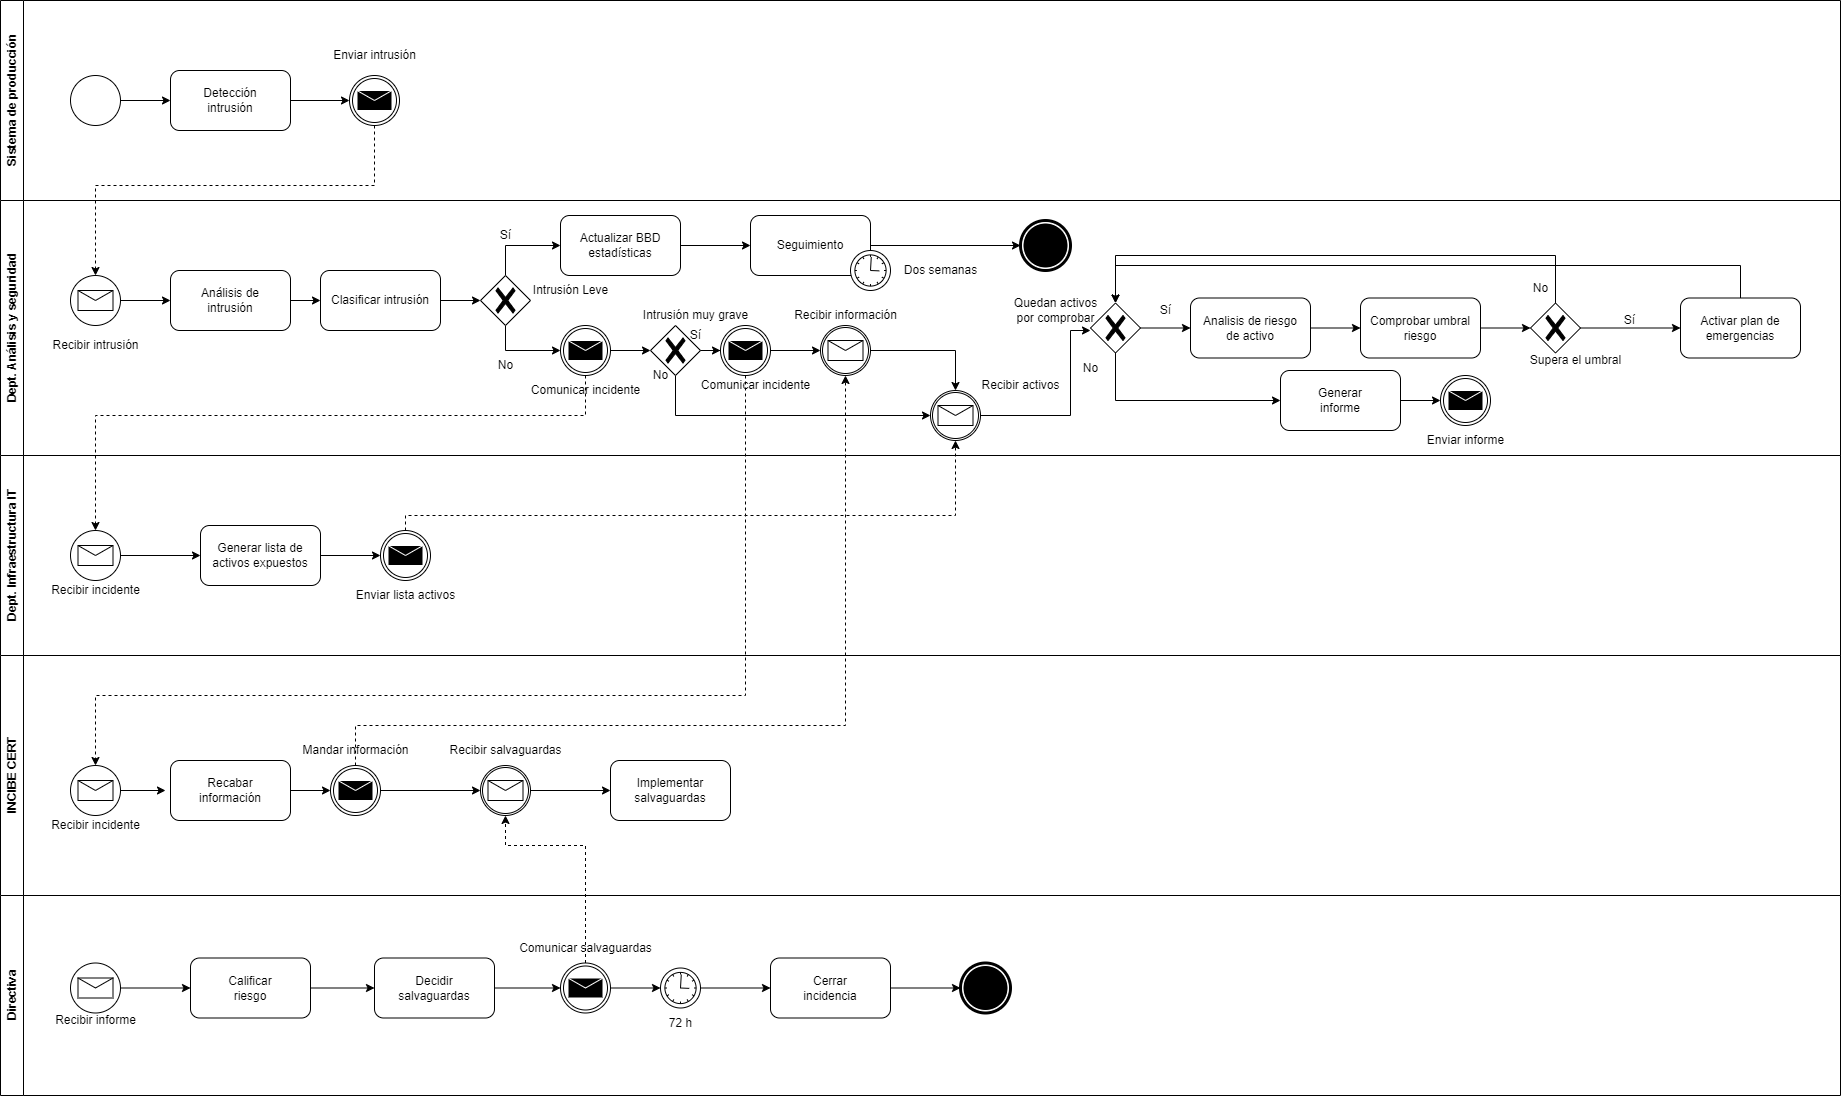 Sistema de producción
Enviar intrusión
Detección
intrusión
Dept. Análisis y seguridad
Recibir intrusión
Análisis de
intrusión
Clasificar intrusión
Sí
Intrusión Leve
No
Actualizar BBD
estadísticas
Seguimiento
Dos semanas
Comunicar incidente
Intrusión muy grave
Sí
No
Comunicar incidente
Recibir información
Recibir activos
Quedan activos
por comprobar
Sí
No
Analisis de riesgo
de activo
Comprobar umbral
riesgo
No
Sí
Supera el umbral
Activar plan de
emergencias
Generar
informe
Enviar informe
Dept. Infraestructura IT
Recibir incidente
Generar lista de
activos expuestos
Enviar lista activos
INCIBE CERT
Recibir incidente
Recabar
información
Mandar información
Recibir salvaguardas
Implementar
salvaguardas
Directiva
Recibir informe
Calificar
riesgo
Decidir
salvaguardas
Comunicar salvaguardas
72 h
Cerrar
incidencia